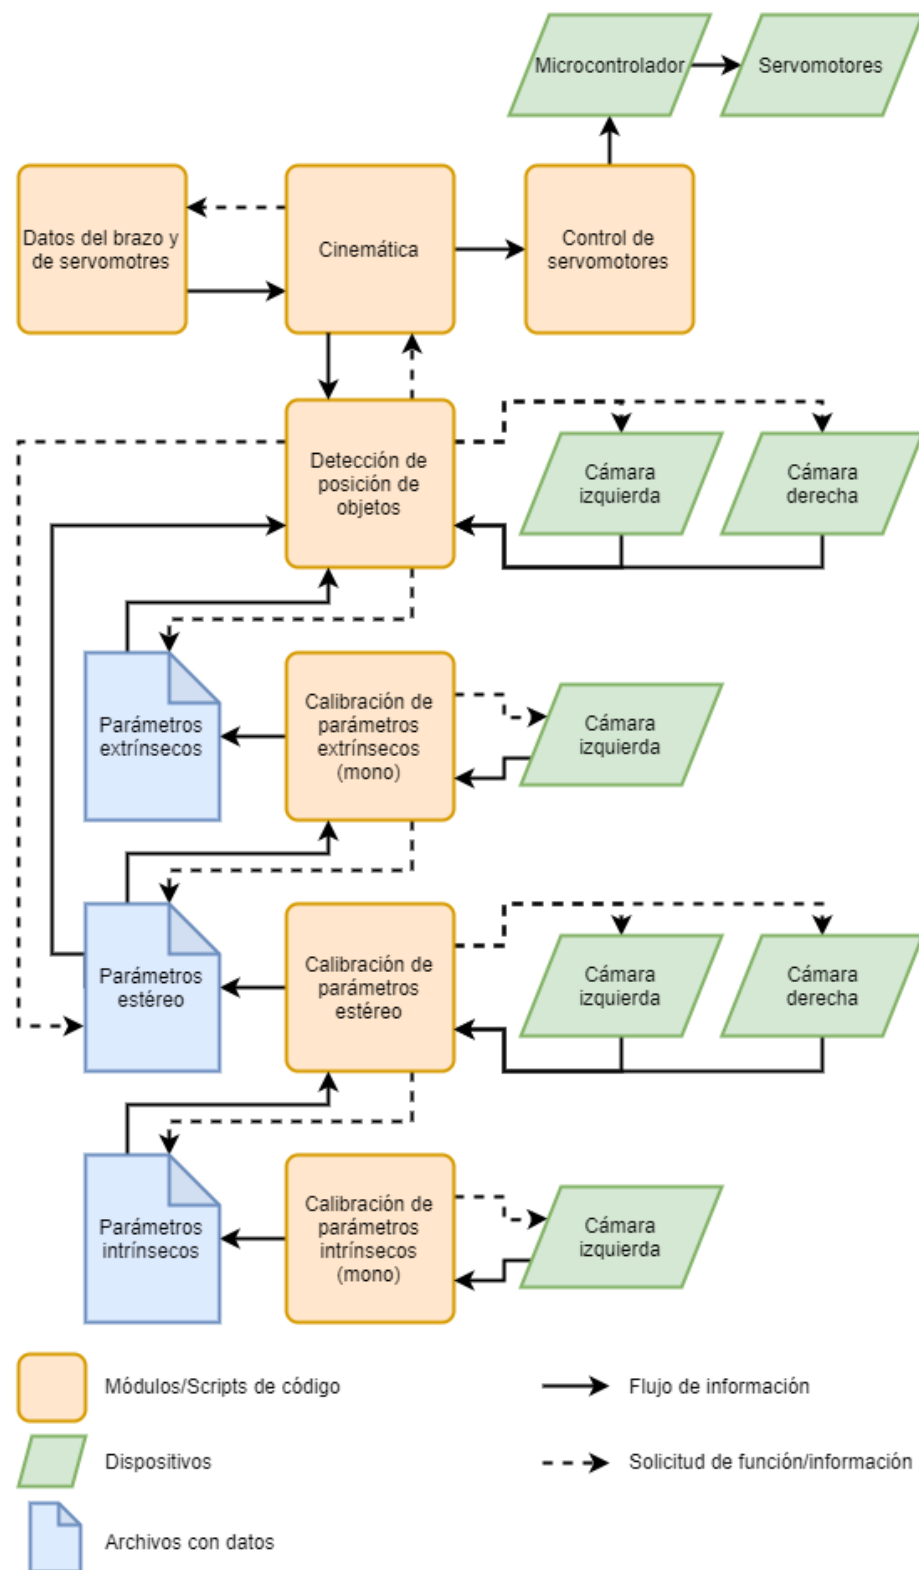 Microcontrolador
Servomotores
Datos del brazo y
de servomotres
Cinemática
Control de
servomotores
Detección de
posición de
objetos
Cámara
izquierda
Cámara
derecha
Parámetros
extrínsecos
Calibración de
parámetros
extrínsecos
(mono)
Cámara
izquierda
Parámetros
estéreo
Calibración de
parámetros
estéreo
Cámara
izquierda
Cámara
derecha
Parámetros
intrínsecos
Calibración de
parámetros
intrínsecos
(mono)
Cámara
izquierda
Módulos/Scripts de código
Flujo de información
Dispositivos
Solicitud de función/información
Archivos con datos